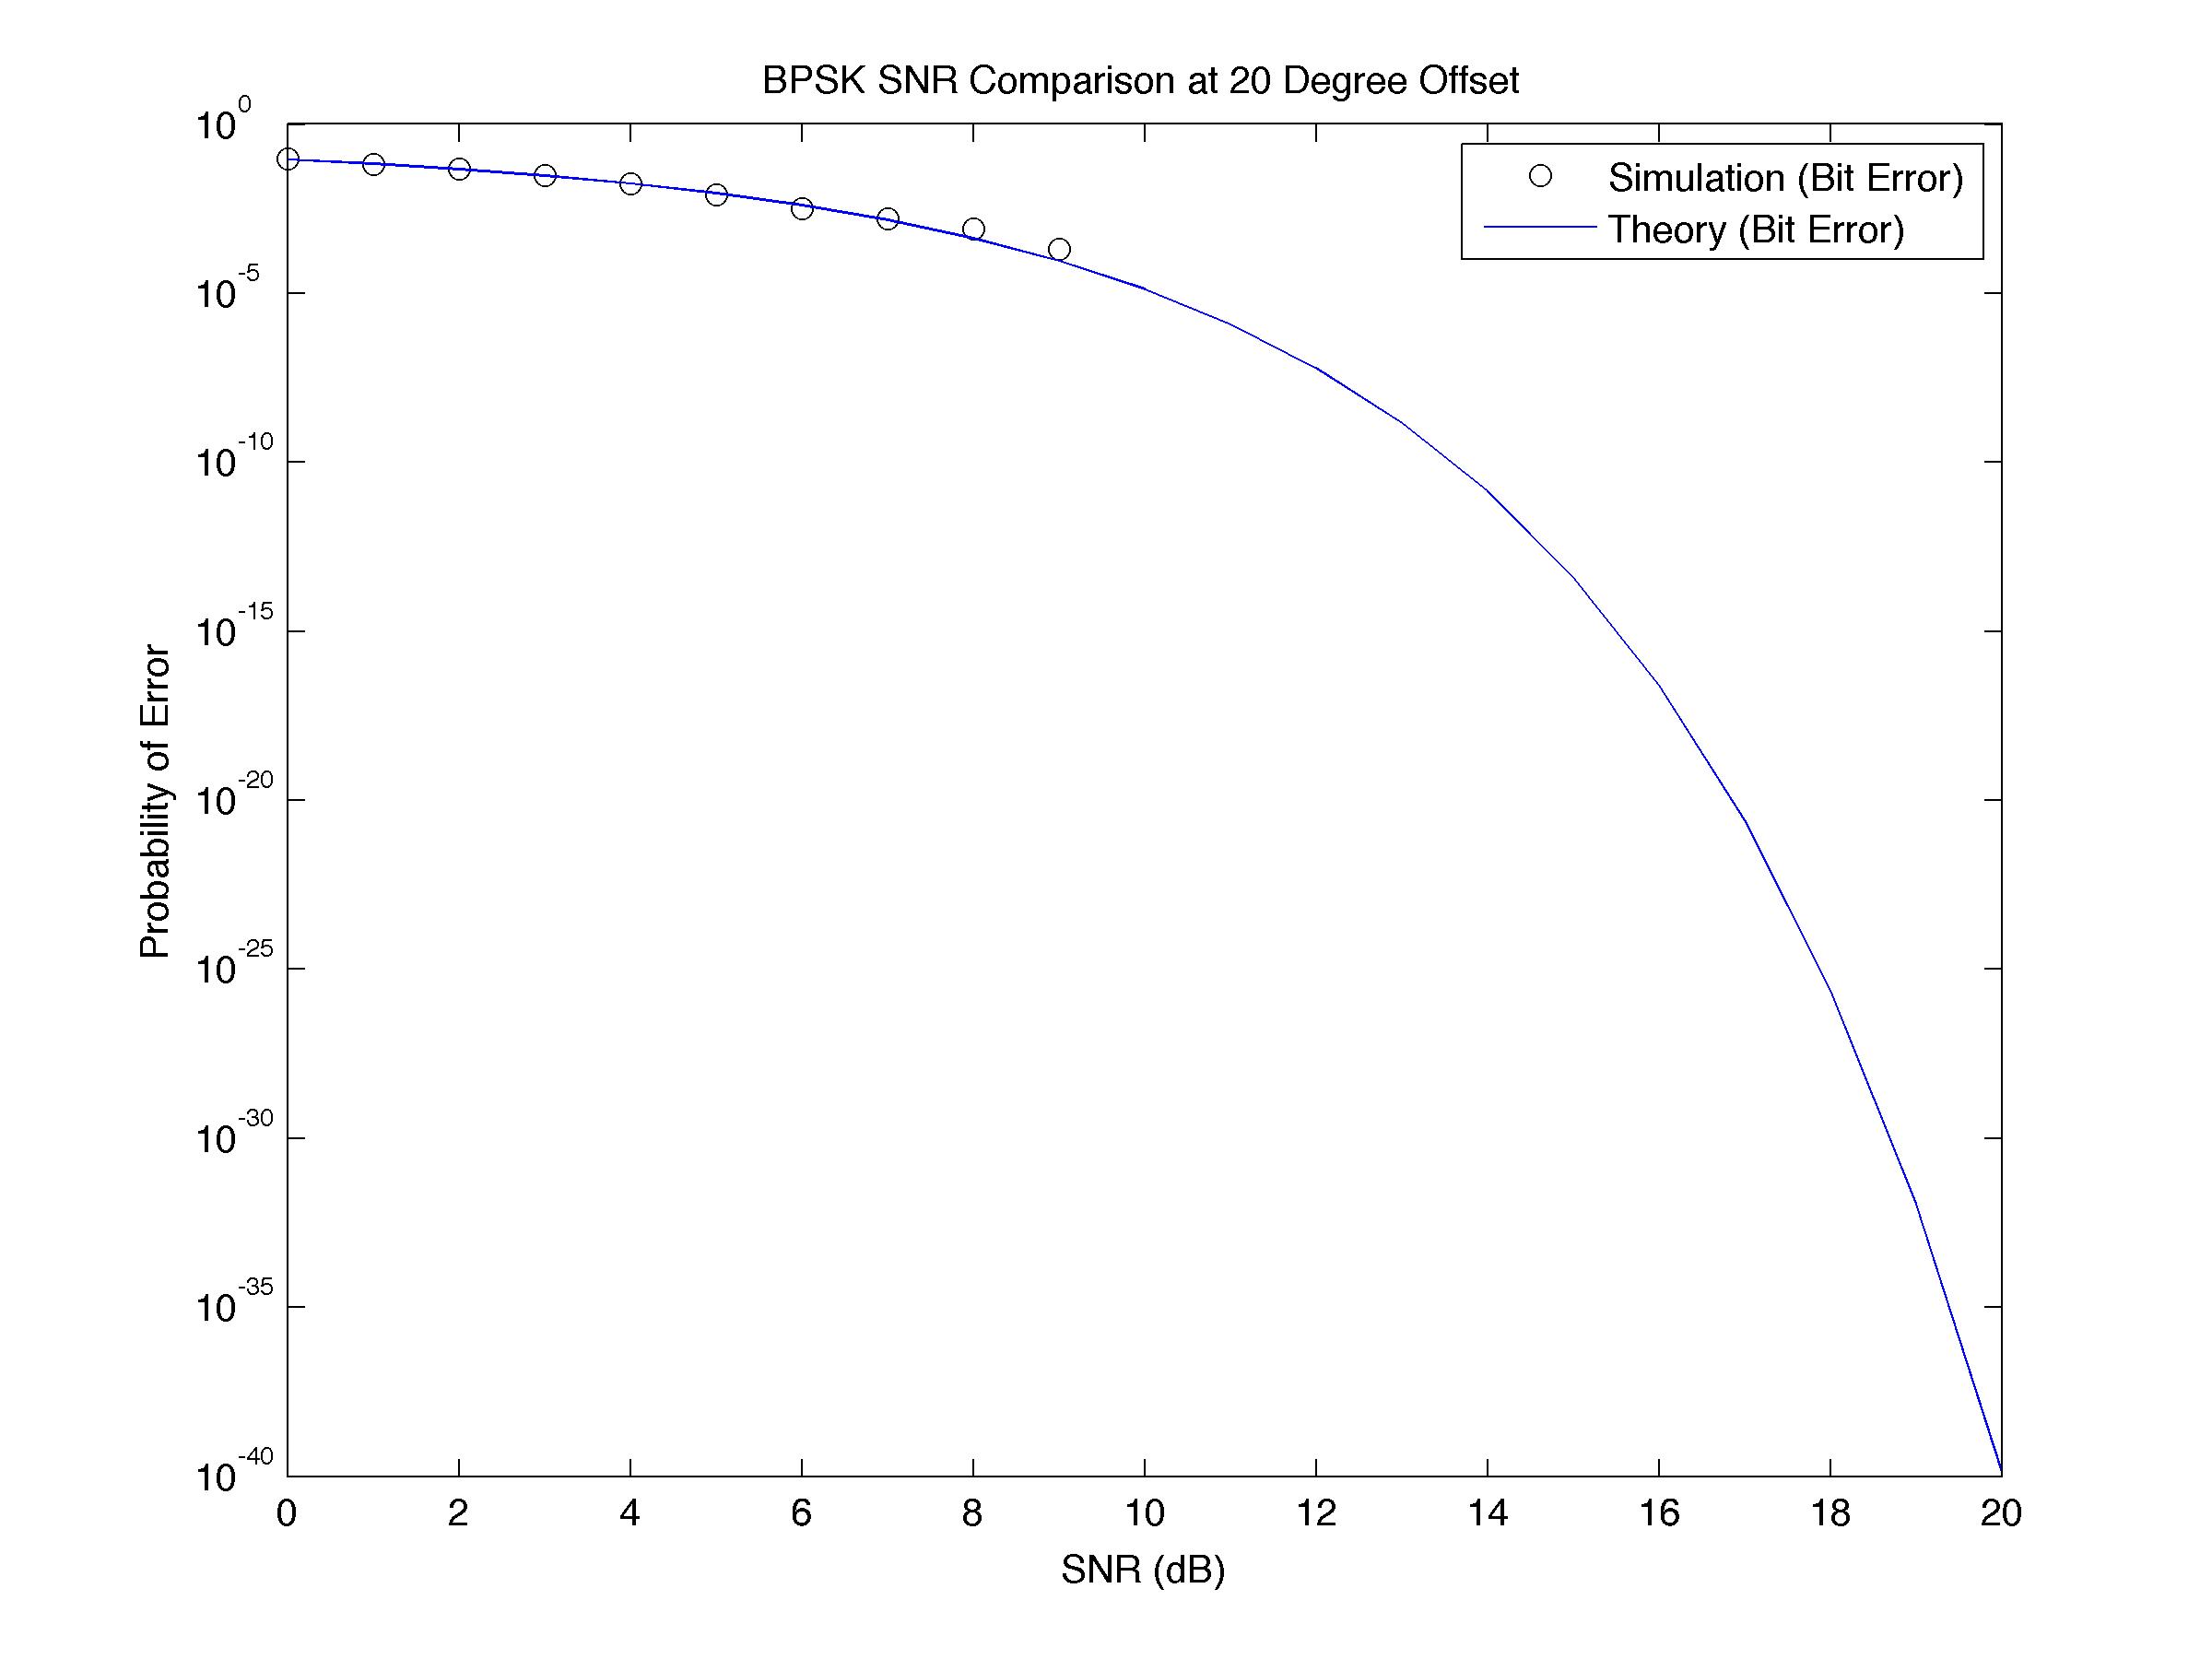 BPSK SNR Comparison at 20 Degree Offset
10^0
10^-5
10^-10
10^-15
10^-20
10^-25
10^-30
10^-35
10^-40
Probability of Error
Simulation (Bit Error)
Theory (Bit Error)
0 2 4 6 8 10 12 14 16 18 20
SNR (dB)